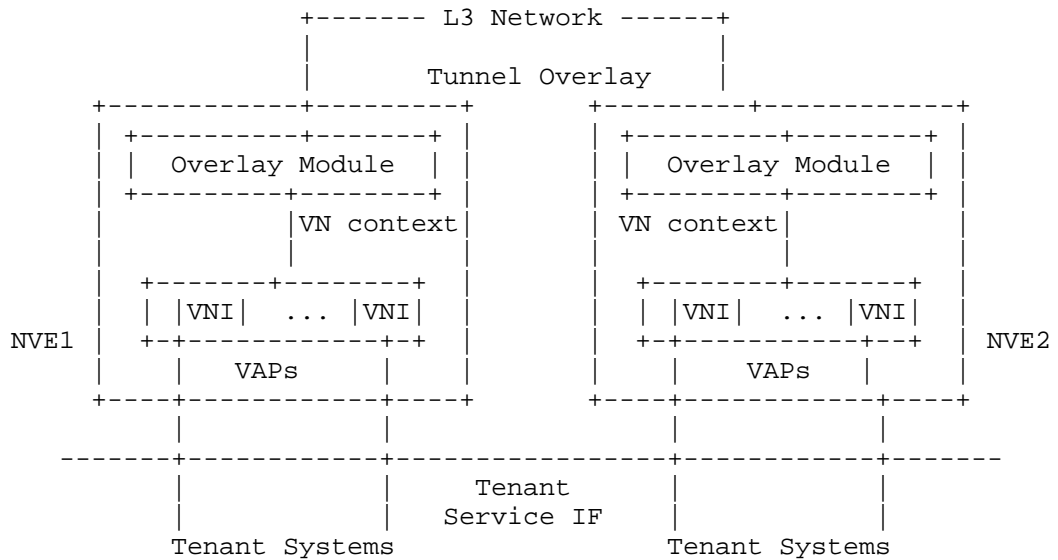 L3 Network
Tunnel Overlay
Overlay Module Overlay Module
VN context VN context
VNI ... VNI VNI ... VNI
NVE1 NVE2
VAPs VAPs
Tenant
Service IF
Tenant Systems Tenant Systems